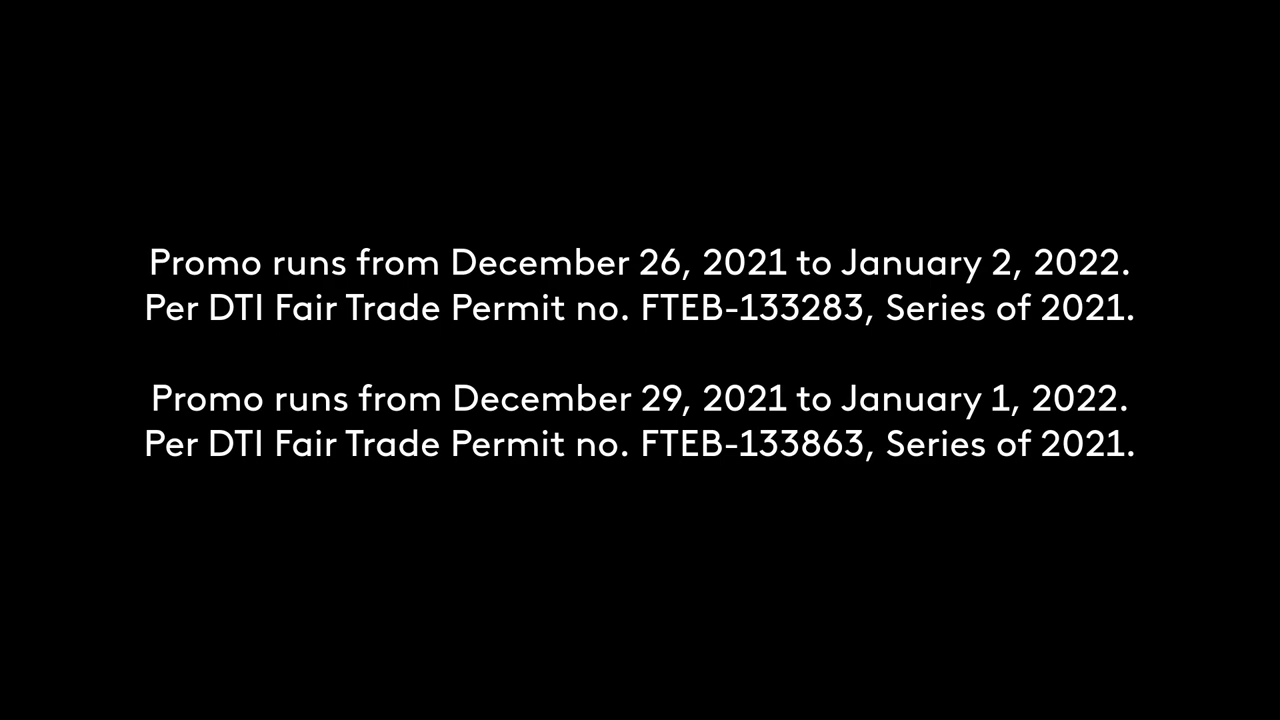 Promo runs from December 26, 2021 to January 2, 2022.
Per DTI Fair Trade Permit no. FTEB-133283, Series of 2021.
Promo runs from December 29, 2021 to January 1, 2022.
Per DTI Fair Trade Permit no. FTEB-133863, Series of 2021.